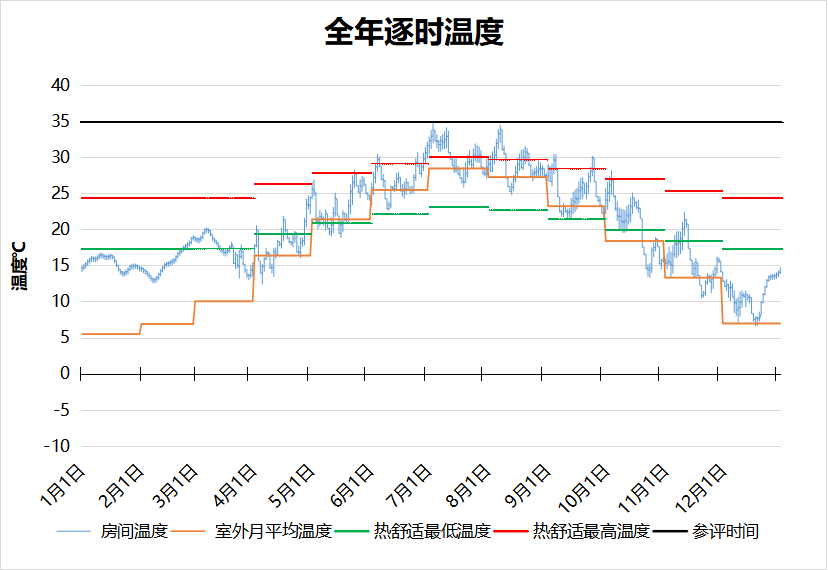 全年逐时温度
温度℃
40
35
30
25
20
15
10
5
0
-5
-10
1月1日
2月1日
3月1日
4月1日
5月1日
6月1日
7月1日
8月1日
9月1日
10月1日
11月1日
12月1日
房间温度 室外月平均温度 热舒适最低温度 热舒适最高温度 参评时间